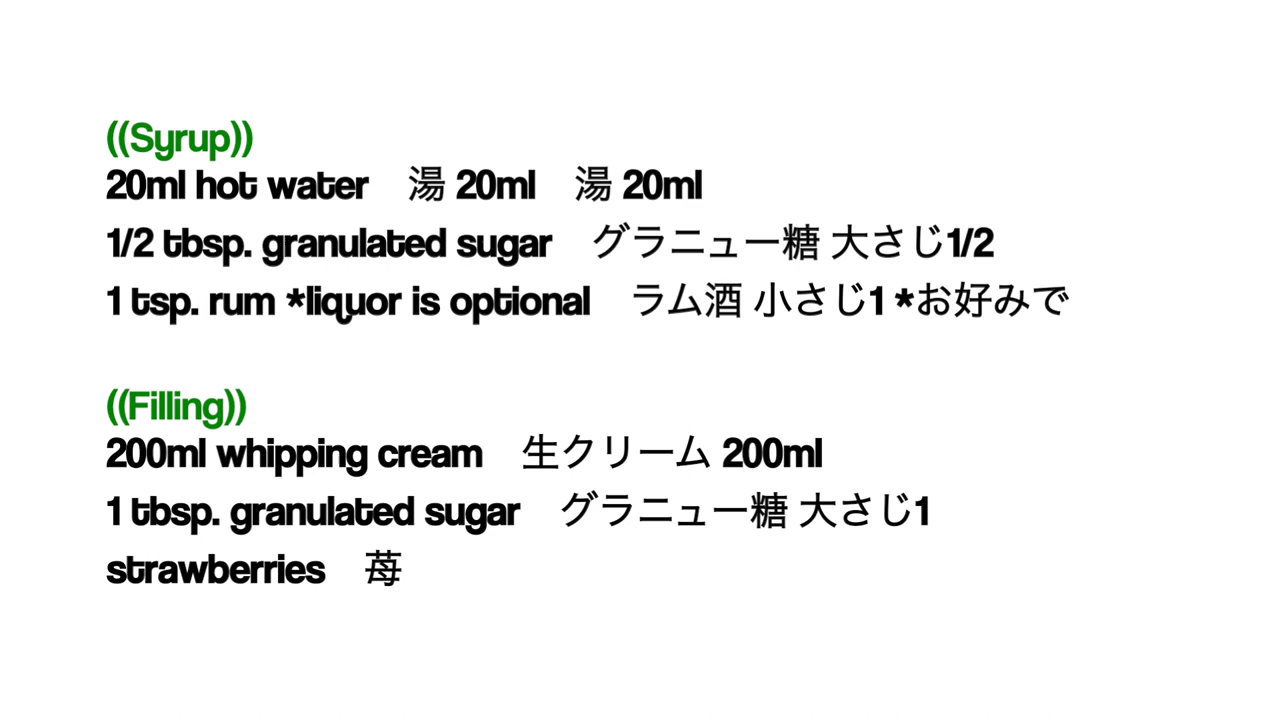 ((Syrup))
20ml hot water　湯 20ml　湯 20ml
1/2 tbsp. granulated sugar　グラニュー糖 大さじ1/2
1 tsp. rum *liquor is optional　ラム酒 小さじ1 *お好みで
((Filling))
200ml whipping cream　生クリーム 200ml
1 tbsp. granulated sugar　グラニュー糖 大さじ1
strawberries　苺